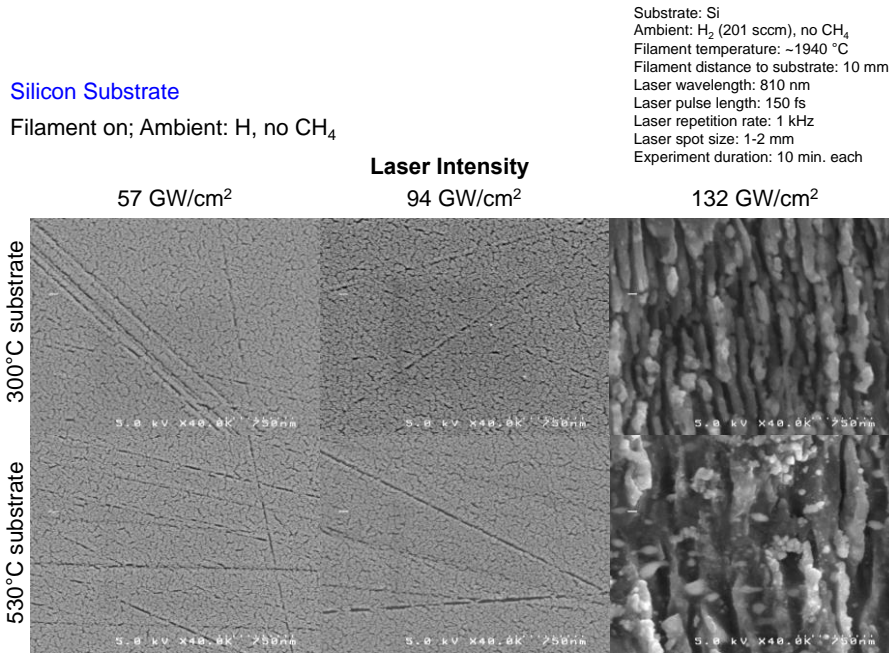 Substrate: Si
Ambient: H₂ (201 sccm), no CH₄
Filament temperature: ~1940 °C
Filament distance to substrate: 10 mm
Laser wavelength: 810 nm
Laser pulse length: 150 fs
Laser repetition rate: 1 kHz
Laser spot size: 1-2 mm
Experiment duration: 10 min. each
Silicon Substrate
Filament on; Ambient: H, no CH₄
Laser Intensity
57 GW/cm² 94 GW/cm² 132 GW/cm²
300°C substrate
5.0 kV X40.0K 750nm 5.0 kV X40.0K 750nm 5.0 kV X40.0K 750nm
530°C substrate
5.0 kV X40.0K 750nm 5.0 kV X40.0K 750nm 5.0 kV X40.0K 750nm